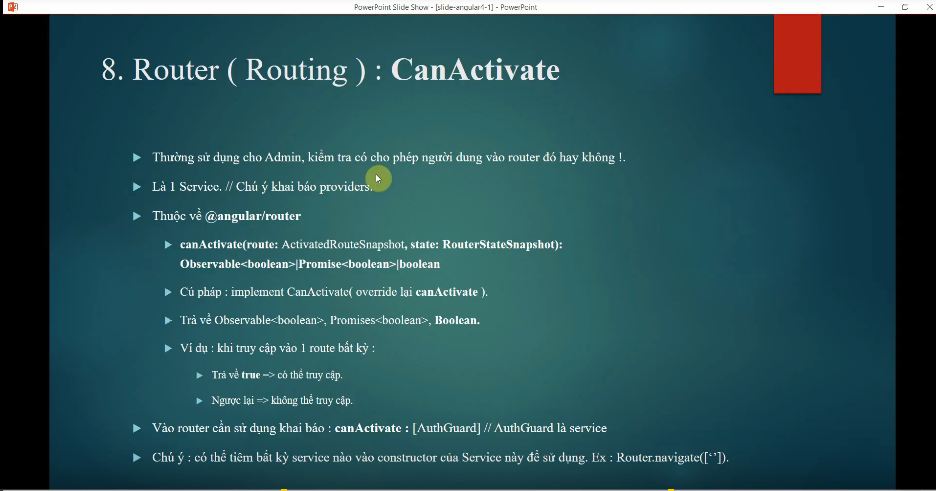 PowerPoint Slide Show - [slide-angular4-1] - PowerPoint
8. Router ( Routing ) : CanActivate
Thường sử dụng cho Admin, kiểm tra có cho phép người dung vào router đó hay không !.
Là 1 Service. // Chú ý khai báo providers.
Thuộc về @angular/router
canActivate(route: ActivatedRouteSnapshot, state: RouterStateSnapshot):
Observable<boolean>|Promise<boolean>|boolean
Cú pháp : implement CanActivate( override lại canActivate ).
Trả về Observable<boolean>, Promises<boolean>, Boolean.
Ví dụ : khi truy cập vào 1 route bất kỳ :
Trả về true => có thể truy cập.
Ngược lại => không thể truy cập.
Vào router cần sử dụng khai báo : canActivate : [AuthGuard] // AuthGuard là service
Chú ý : có thể tiêm bất kỳ service nào vào constructor của Service này để sử dụng. Ex : Router.navigate([‘’]).